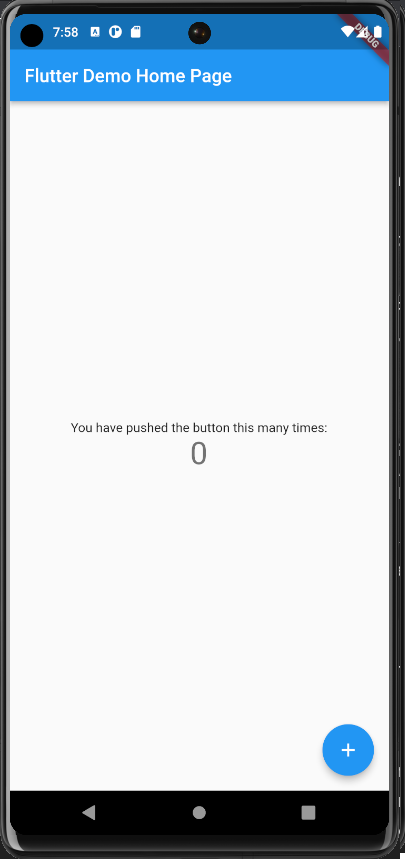 7:58
DEBUG
Flutter Demo Home Page
You have pushed the button this many times:
0
+